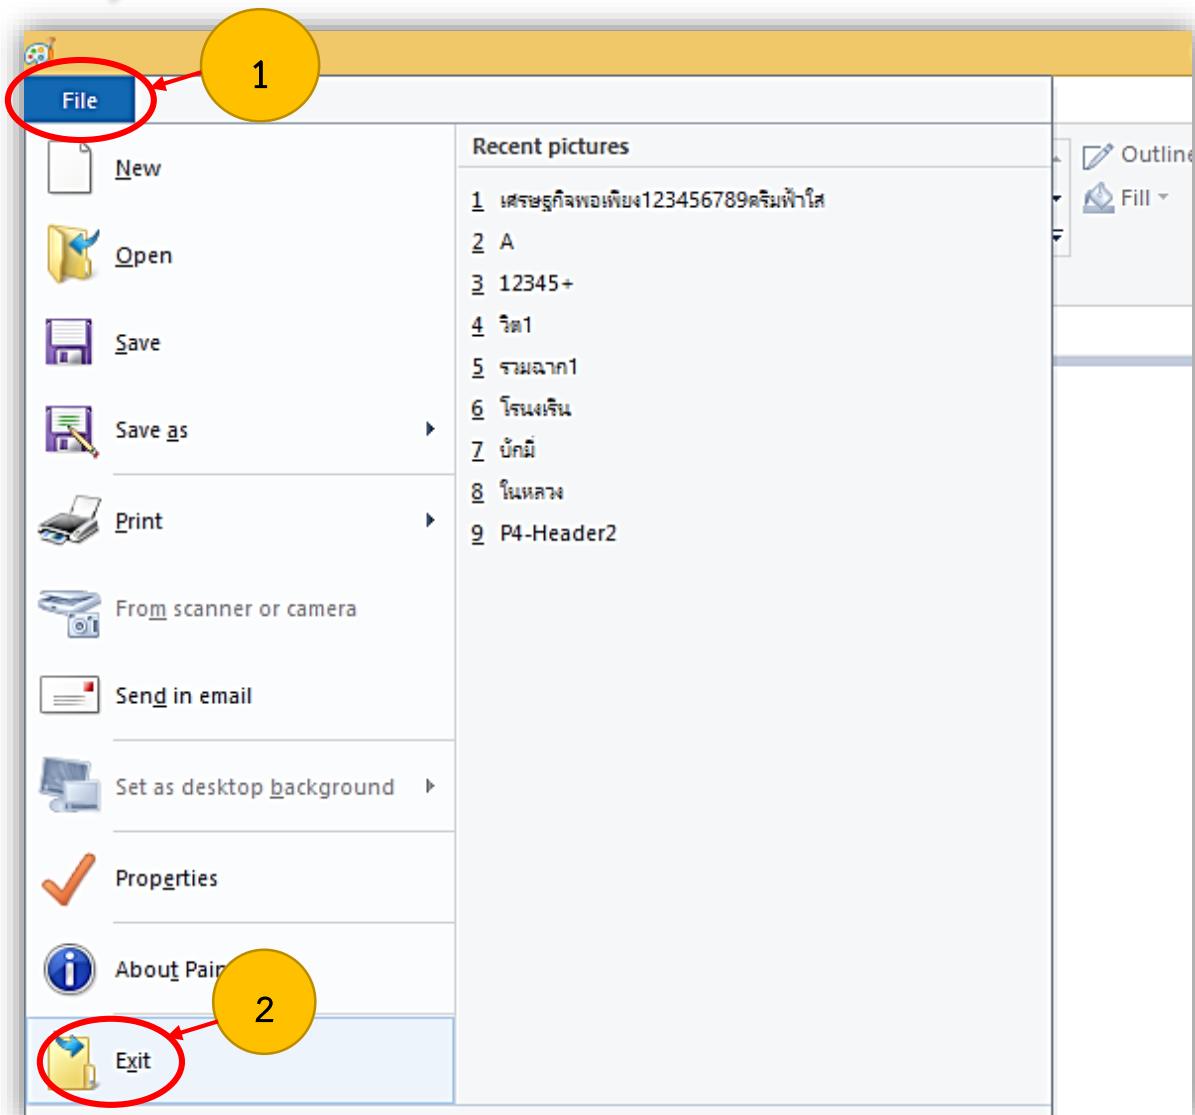 1
File
New
Open
Save
Save as
Print
From scanner or camera
Send in email
Set as desktop background
Properties
About Pain
2
Exit
Recent pictures
1 เศรษฐกิจพอเพียง123456789ดริมฟ้าใส
2 A
3 12345+
4 วิต1
5 รวมฉาก1
6 โรนงเริน
7 บักมี่
8 ในหลวง
9 P4-Header2
Outline
Fill